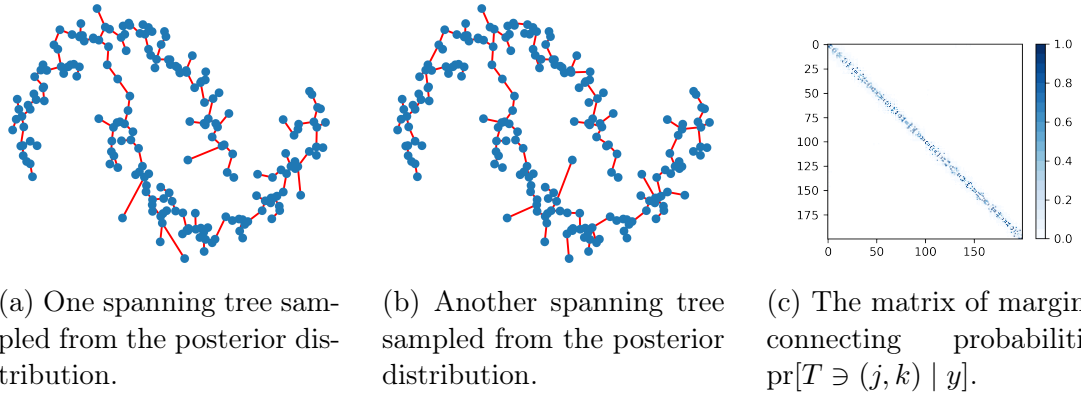 0
25
50
75
100
125
150
175
0
50
100
150
1.0
0.8
0.6
0.4
0.2
0.0
(a) One spanning tree sam-
pled from the posterior dis-
tribution.
(b) Another spanning tree
sampled from the posterior
distribution.
(c) The matrix of margin
connecting probabiliti
pr[T ∋ (j, k) | y].